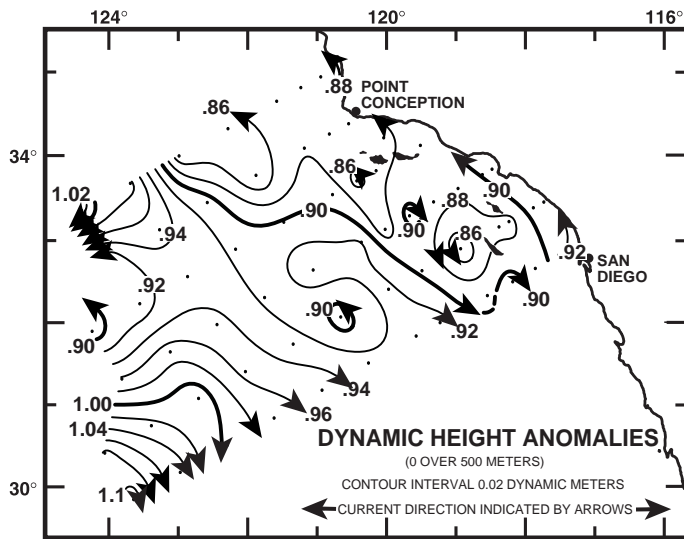 124° 120° 116°
.88 POINT
CONCEPTION
.86
34°
.86
1.02
.90
.88
.90
.94
.90
.86
.92
SAN
DIEGO
.92
.90
.90
.90
.92
.94
1.00
.96
1.04
DYNAMIC HEIGHT ANOMALIES
(0 OVER 500 METERS)
30°
1.1
CONTOUR INTERVAL 0.02 DYNAMIC METERS
CURRENT DIRECTION INDICATED BY ARROWS